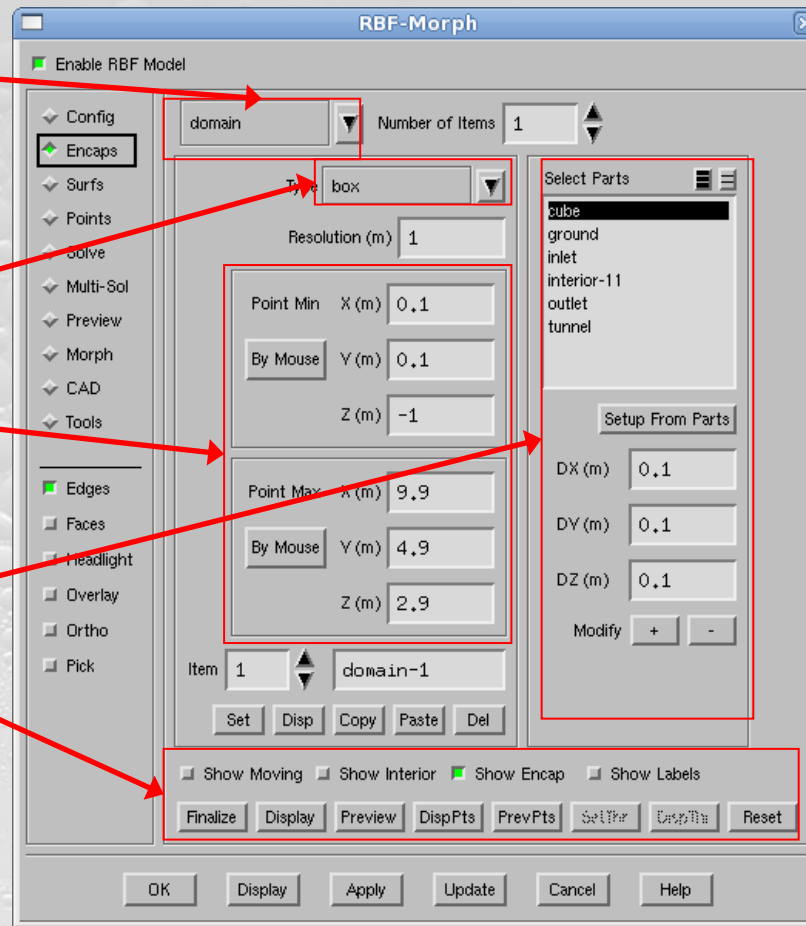 RBF-Morph
Enable RBF Model
Config
Encaps
Surfs
Points
Solve
Multi-Sol
Preview
Morph
CAD
Tools
Edges
Faces
Headlight
Overlay
Ortho
Pick
domain
Number of Items 1
Type box
Resolution (m) 1
Point Min X (m) 0.1
By Mouse Y (m) 0.1
Z (m) -1
Point Max X (m) 9.9
By Mouse Y (m) 4.9
Z (m) 2.9
Item 1 domain-1
Set Disp Copy Paste Del
Select Parts
cube
ground
inlet
interior-11
outlet
tunnel
Setup From Parts
DX (m) 0.1
DY (m) 0.1
DZ (m) 0.1
Modify + -
Show Moving Show Interior Show Encap Show Labels
Finalize Display Preview DispPts PrevPts Reset
OK Display Apply Update Cancel Help